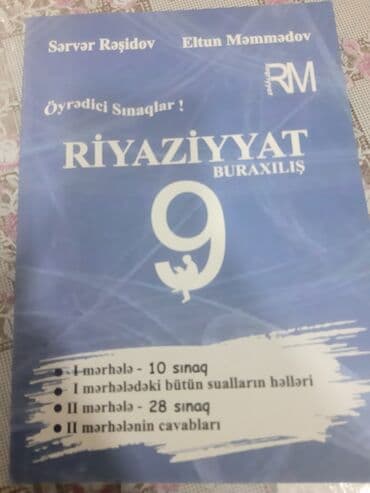 Sərvər Rəşidov Eltun Məmmədov
RM
Öyrədici Sınaqlar !
RİYAZİYYAT
BURAXILIŞ
9
I mərhələ - 10 sınaq
I mərhələdəki bütün sualların həlləri
II mərhələ - 28 sınaq
II mərhələnin cavabları